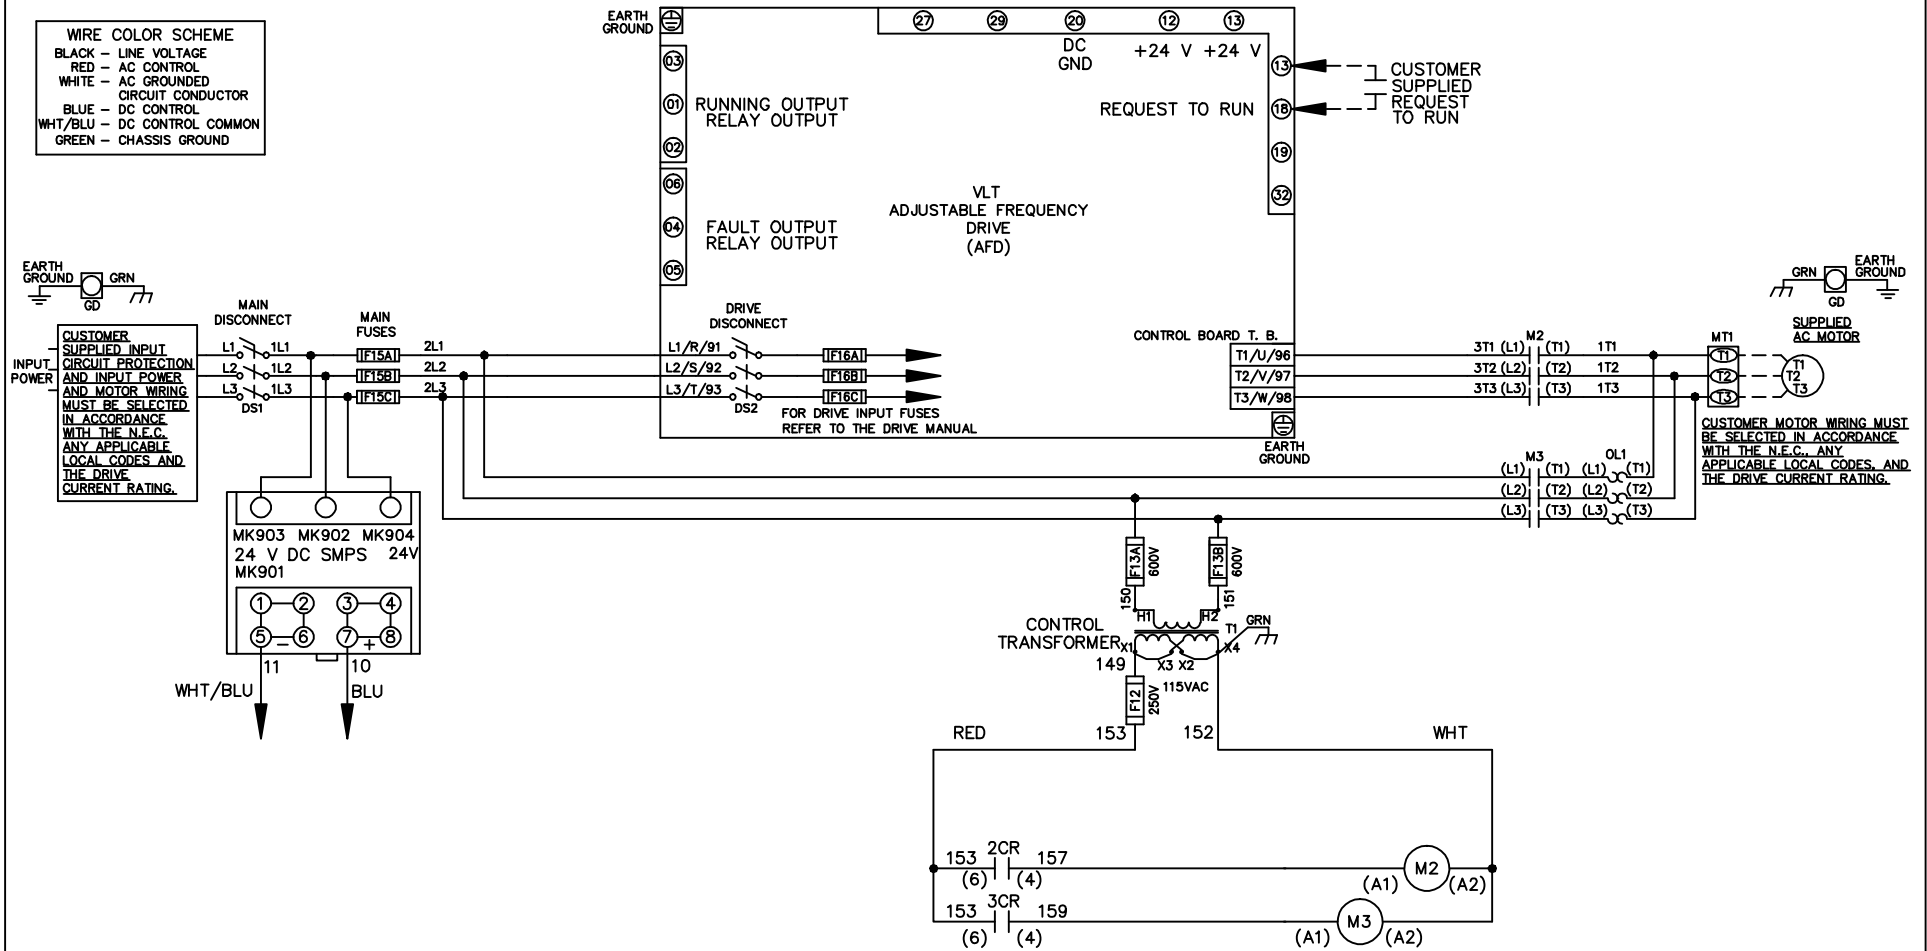 WIRE COLOR SCHEME
BLACK – LINE VOLTAGE
RED – AC CONTROL
WHITE – AC GROUNDED
CIRCUIT CONDUCTOR
BLUE – DC CONTROL
WHT/BLU – DC CONTROL COMMON
GREEN – CHASSIS GROUND
EARTH
GROUND
27 29 20 12 13
DC
GND
+24 V +24 V
03
01
02
RUNNING OUTPUT
RELAY OUTPUT
06
04
05
FAULT OUTPUT
RELAY OUTPUT
13
18
19
32
REQUEST TO RUN
CUSTOMER
SUPPLIED
REQUEST
TO RUN
VLT
ADJUSTABLE FREQUENCY
DRIVE
(AFD)
EARTH
GROUND
GRN
GD
INPUT
POWER
CUSTOMER
SUPPLIED INPUT
CIRCUIT PROTECTION
AND INPUT POWER
AND MOTOR WIRING
MUST BE SELECTED
IN ACCORDANCE
WITH THE N.E.C.
ANY APPLICABLE
LOCAL CODES AND
THE DRIVE
CURRENT RATING.
MAIN
DISCONNECT
L1 1L1
L2 1L2
L3 1L3
DS1
MAIN
FUSES
F15A 2L1
F15B 2L2
F15C 2L3
DRIVE
DISCONNECT
L1/R/91
L2/S/92
L3/T/93
DS2
F16A
F16B
F16C
FOR DRIVE INPUT FUSES
REFER TO THE DRIVE MANUAL
CONTROL BOARD T. B.
T1/U/96
T2/V/97
T3/W/98
EARTH
GROUND
M2
3T1 (L1) (T1) 1T1
3T2 (L2) (T2) 1T2
3T3 (L3) (T3) 1T3
MT1
T1
T2
T3
T1
T2
T3
GRN
GD
EARTH
GROUND
SUPPLIED
AC MOTOR
CUSTOMER MOTOR WIRING MUST
BE SELECTED IN ACCORDANCE
WITH THE N.E.C., ANY
APPLICABLE LOCAL CODES, AND
THE DRIVE CURRENT RATING.
M3 OL1
(L1) (T1) (L1) (T1)
(L2) (T2) (L2) (T2)
(L3) (T3) (L3) (T3)
MK903 MK902 MK904
24 V DC SMPS 24V
MK901
1 2 3 4
5 – 6 7 + 8
11 10
WHT/BLU BLU
F13A 600V
F13B 600V
150 151
H1 H2
CONTROL
TRANSFORMER
T1
GRN
X1 X3 X2 X4
149
115VAC
F12 250V
153 152
RED WHT
153 2CR 157
(6) (4)
M2
(A1) (A2)
153 3CR 159
(6) (4)
M3
(A1) (A2)